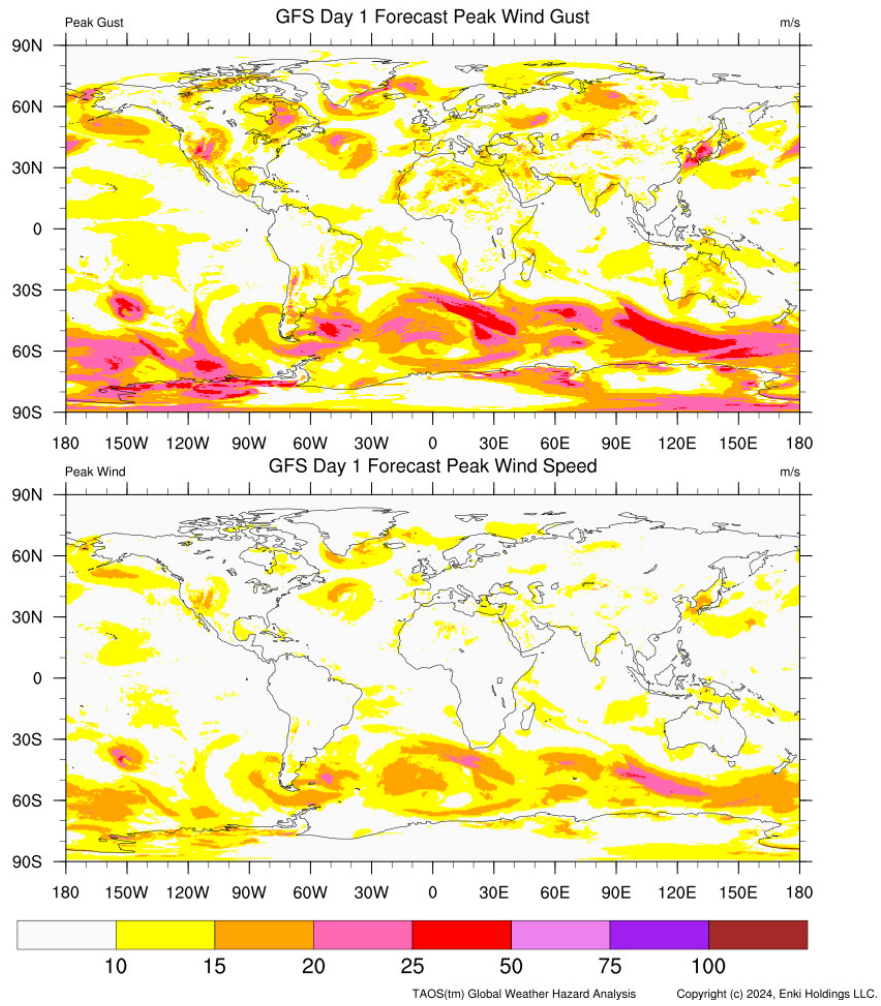 GFS Day 1 Forecast Peak Wind Gust
Peak Gust m/s
90N
60N
30N
0
30S
60S
90S
180 150W 120W 90W 60W 30W 0 30E 60E 90E 120E 150E 180
GFS Day 1 Forecast Peak Wind Speed
Peak Wind m/s
90N
60N
30N
0
30S
60S
90S
180 150W 120W 90W 60W 30W 0 30E 60E 90E 120E 150E 180
10 15 20 25 50 75 100
TAOS(tm) Global Weather Hazard Analysis Copyright (c) 2024, Enki Holdings LLC.